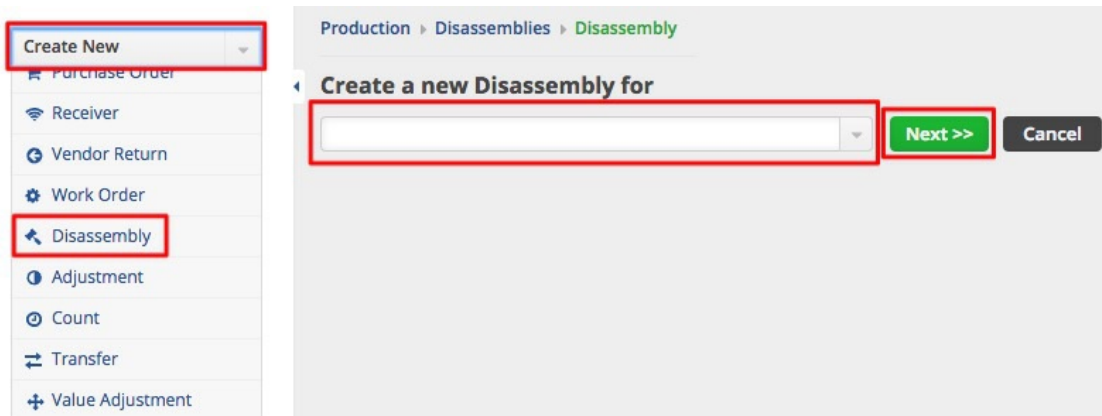 Create New
Purchase Order
Receiver
Vendor Return
Work Order
Disassembly
Adjustment
Count
Transfer
Value Adjustment
Production Disassemblies Disassembly
Create a new Disassembly for
Next >>
Cancel